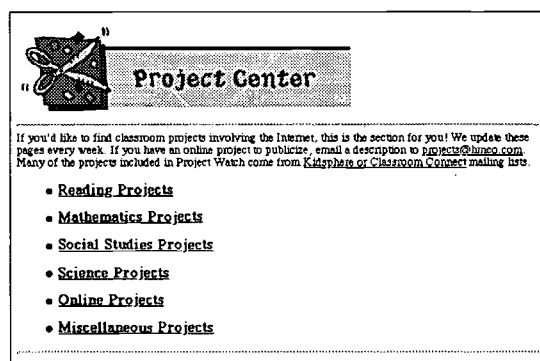 Project Center
If you'd like to find classroom projects involving the Internet, this is the section for you! We update these
pages every week. If you have an online project to publicize, email a description to projects@hmco.com.
Many of the projects included in Project Watch come from Kidsphere or Classroom Connect mailing lists.
• Reading Projects
• Mathematics Projects
• Social Studies Projects
• Science Projects
• Online Projects
• Miscellaneous Projects